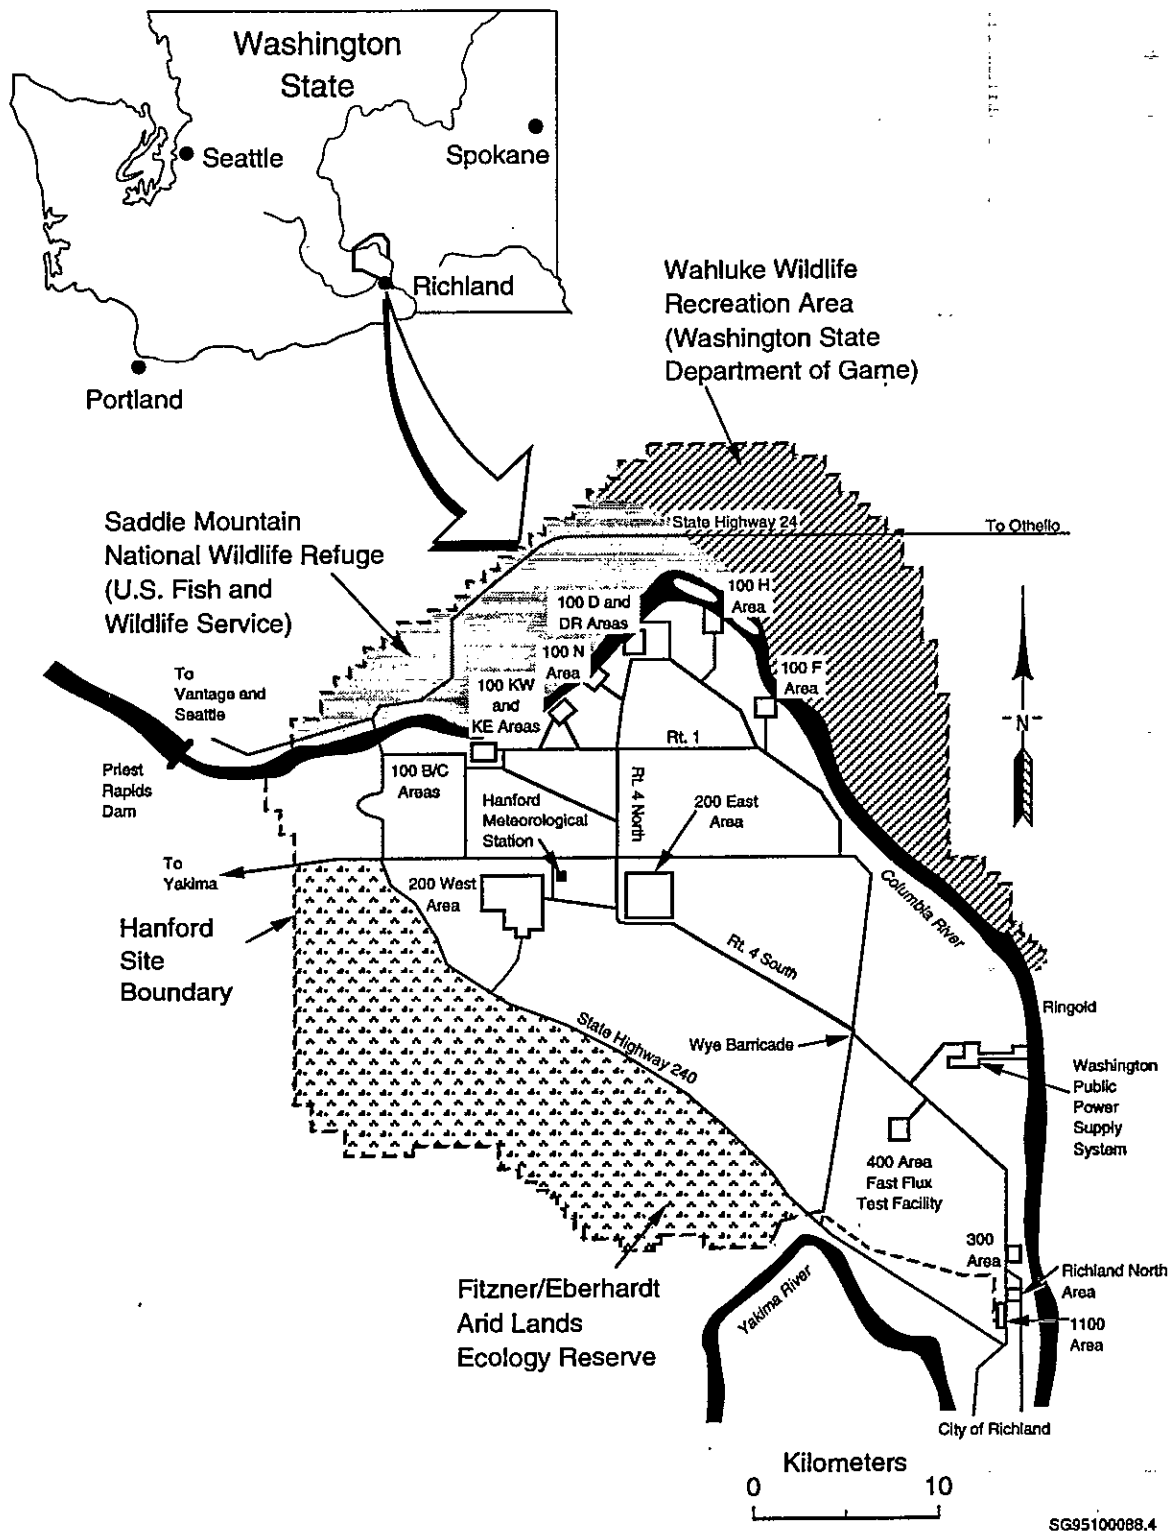 Washington
State
Seattle
Spokane
Richland
Portland
Wahluke Wildlife
Recreation Area
(Washington State
Department of Game)
Saddle Mountain
National Wildlife Refuge
(U.S. Fish and
Wildlife Service)
State Highway 24
To Othello
100 H
Area
100 D and
DR Areas
100 N
Area
100 F
Area
100 KW
and
KE Areas
To
Vantage and
Seattle
N
Rt. 1
Priest
Rapids
Dam
100 B/C
Areas
Rt. 4 North
Hanford
Meteorological
Station
200 East
Area
To
Yakima
200 West
Area
Columbia River
Hanford
Site
Boundary
Rt. 4 South
Ringold
State Highway 240
Wye Barricade
Washington
Public
Power
Supply
System
400 Area
Fast Flux
Test Facility
300
Area
Richland North
Area
Fitzner/Eberhardt
Arid Lands
Ecology Reserve
Yakima River
1100
Area
City of Richland
Kilometers
0 10
SG95100088.4